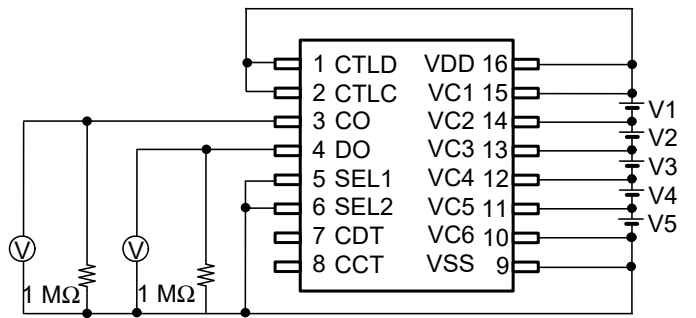 1 CTLD VDD 16
2 CTLC VC1 15
3 CO VC2 14
4 DO VC3 13
5 SEL1 VC4 12
6 SEL2 VC5 11
7 CDT VC6 10
8 CCT VSS 9
V1
V2
V3
V4
V5
V
V
1 MΩ
1 MΩ